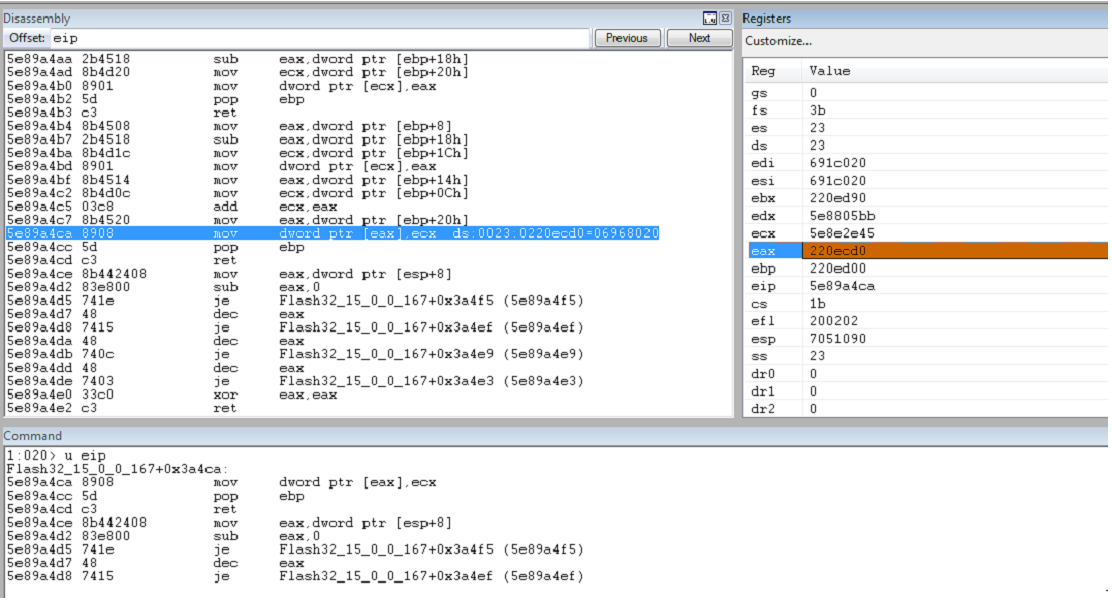 Disassembly
Offset: eip Previous Next
5e89a4aa 2b4518 sub eax,dword ptr [ebp+18h]
5e89a4ad 8b4d20 mov ecx,dword ptr [ebp+20h]
5e89a4b0 8901 mov dword ptr [ecx],eax
5e89a4b2 5d pop ebp
5e89a4b3 c3 ret
5e89a4b4 8b4508 mov eax,dword ptr [ebp+8]
5e89a4b7 2b4518 sub eax,dword ptr [ebp+18h]
5e89a4ba 8b4d1c mov ecx,dword ptr [ebp+1Ch]
5e89a4bd 8901 mov dword ptr [ecx],eax
5e89a4bf 8b4514 mov eax,dword ptr [ebp+14h]
5e89a4c2 8b4d0c mov ecx,dword ptr [ebp+0Ch]
5e89a4c5 03c8 add ecx,eax
5e89a4c7 8b4520 mov eax,dword ptr [ebp+20h]
5e89a4ca 8908 mov dword ptr [eax],ecx ds:0023:0220ecd0=06968020
5e89a4cc 5d pop ebp
5e89a4cd c3 ret
5e89a4ce 8b442408 mov eax,dword ptr [esp+8]
5e89a4d2 83e800 sub eax,0
5e89a4d5 741e je Flash32_15_0_0_167+0x3a4f5 (5e89a4f5)
5e89a4d7 48 dec eax
5e89a4d8 7415 je Flash32_15_0_0_167+0x3a4ef (5e89a4ef)
5e89a4da 48 dec eax
5e89a4db 740c je Flash32_15_0_0_167+0x3a4e9 (5e89a4e9)
5e89a4dd 48 dec eax
5e89a4de 7403 je Flash32_15_0_0_167+0x3a4e3 (5e89a4e3)
5e89a4e0 33c0 xor eax,eax
5e89a4e2 c3 ret
Registers
Customize...
Reg Value
gs 0
fs 3b
es 23
ds 23
edi 691c020
esi 691c020
ebx 220ed90
edx 5e8805bb
ecx 5e8e2e45
eax 220ecd0
ebp 220ed00
eip 5e89a4ca
cs 1b
efl 200202
esp 7051090
ss 23
dr0 0
dr1 0
dr2 0
Command
1:020> u eip
Flash32_15_0_0_167+0x3a4ca:
5e89a4ca 8908 mov dword ptr [eax],ecx
5e89a4cc 5d pop ebp
5e89a4cd c3 ret
5e89a4ce 8b442408 mov eax,dword ptr [esp+8]
5e89a4d2 83e800 sub eax,0
5e89a4d5 741e je Flash32_15_0_0_167+0x3a4f5 (5e89a4f5)
5e89a4d7 48 dec eax
5e89a4d8 7415 je Flash32_15_0_0_167+0x3a4ef (5e89a4ef)